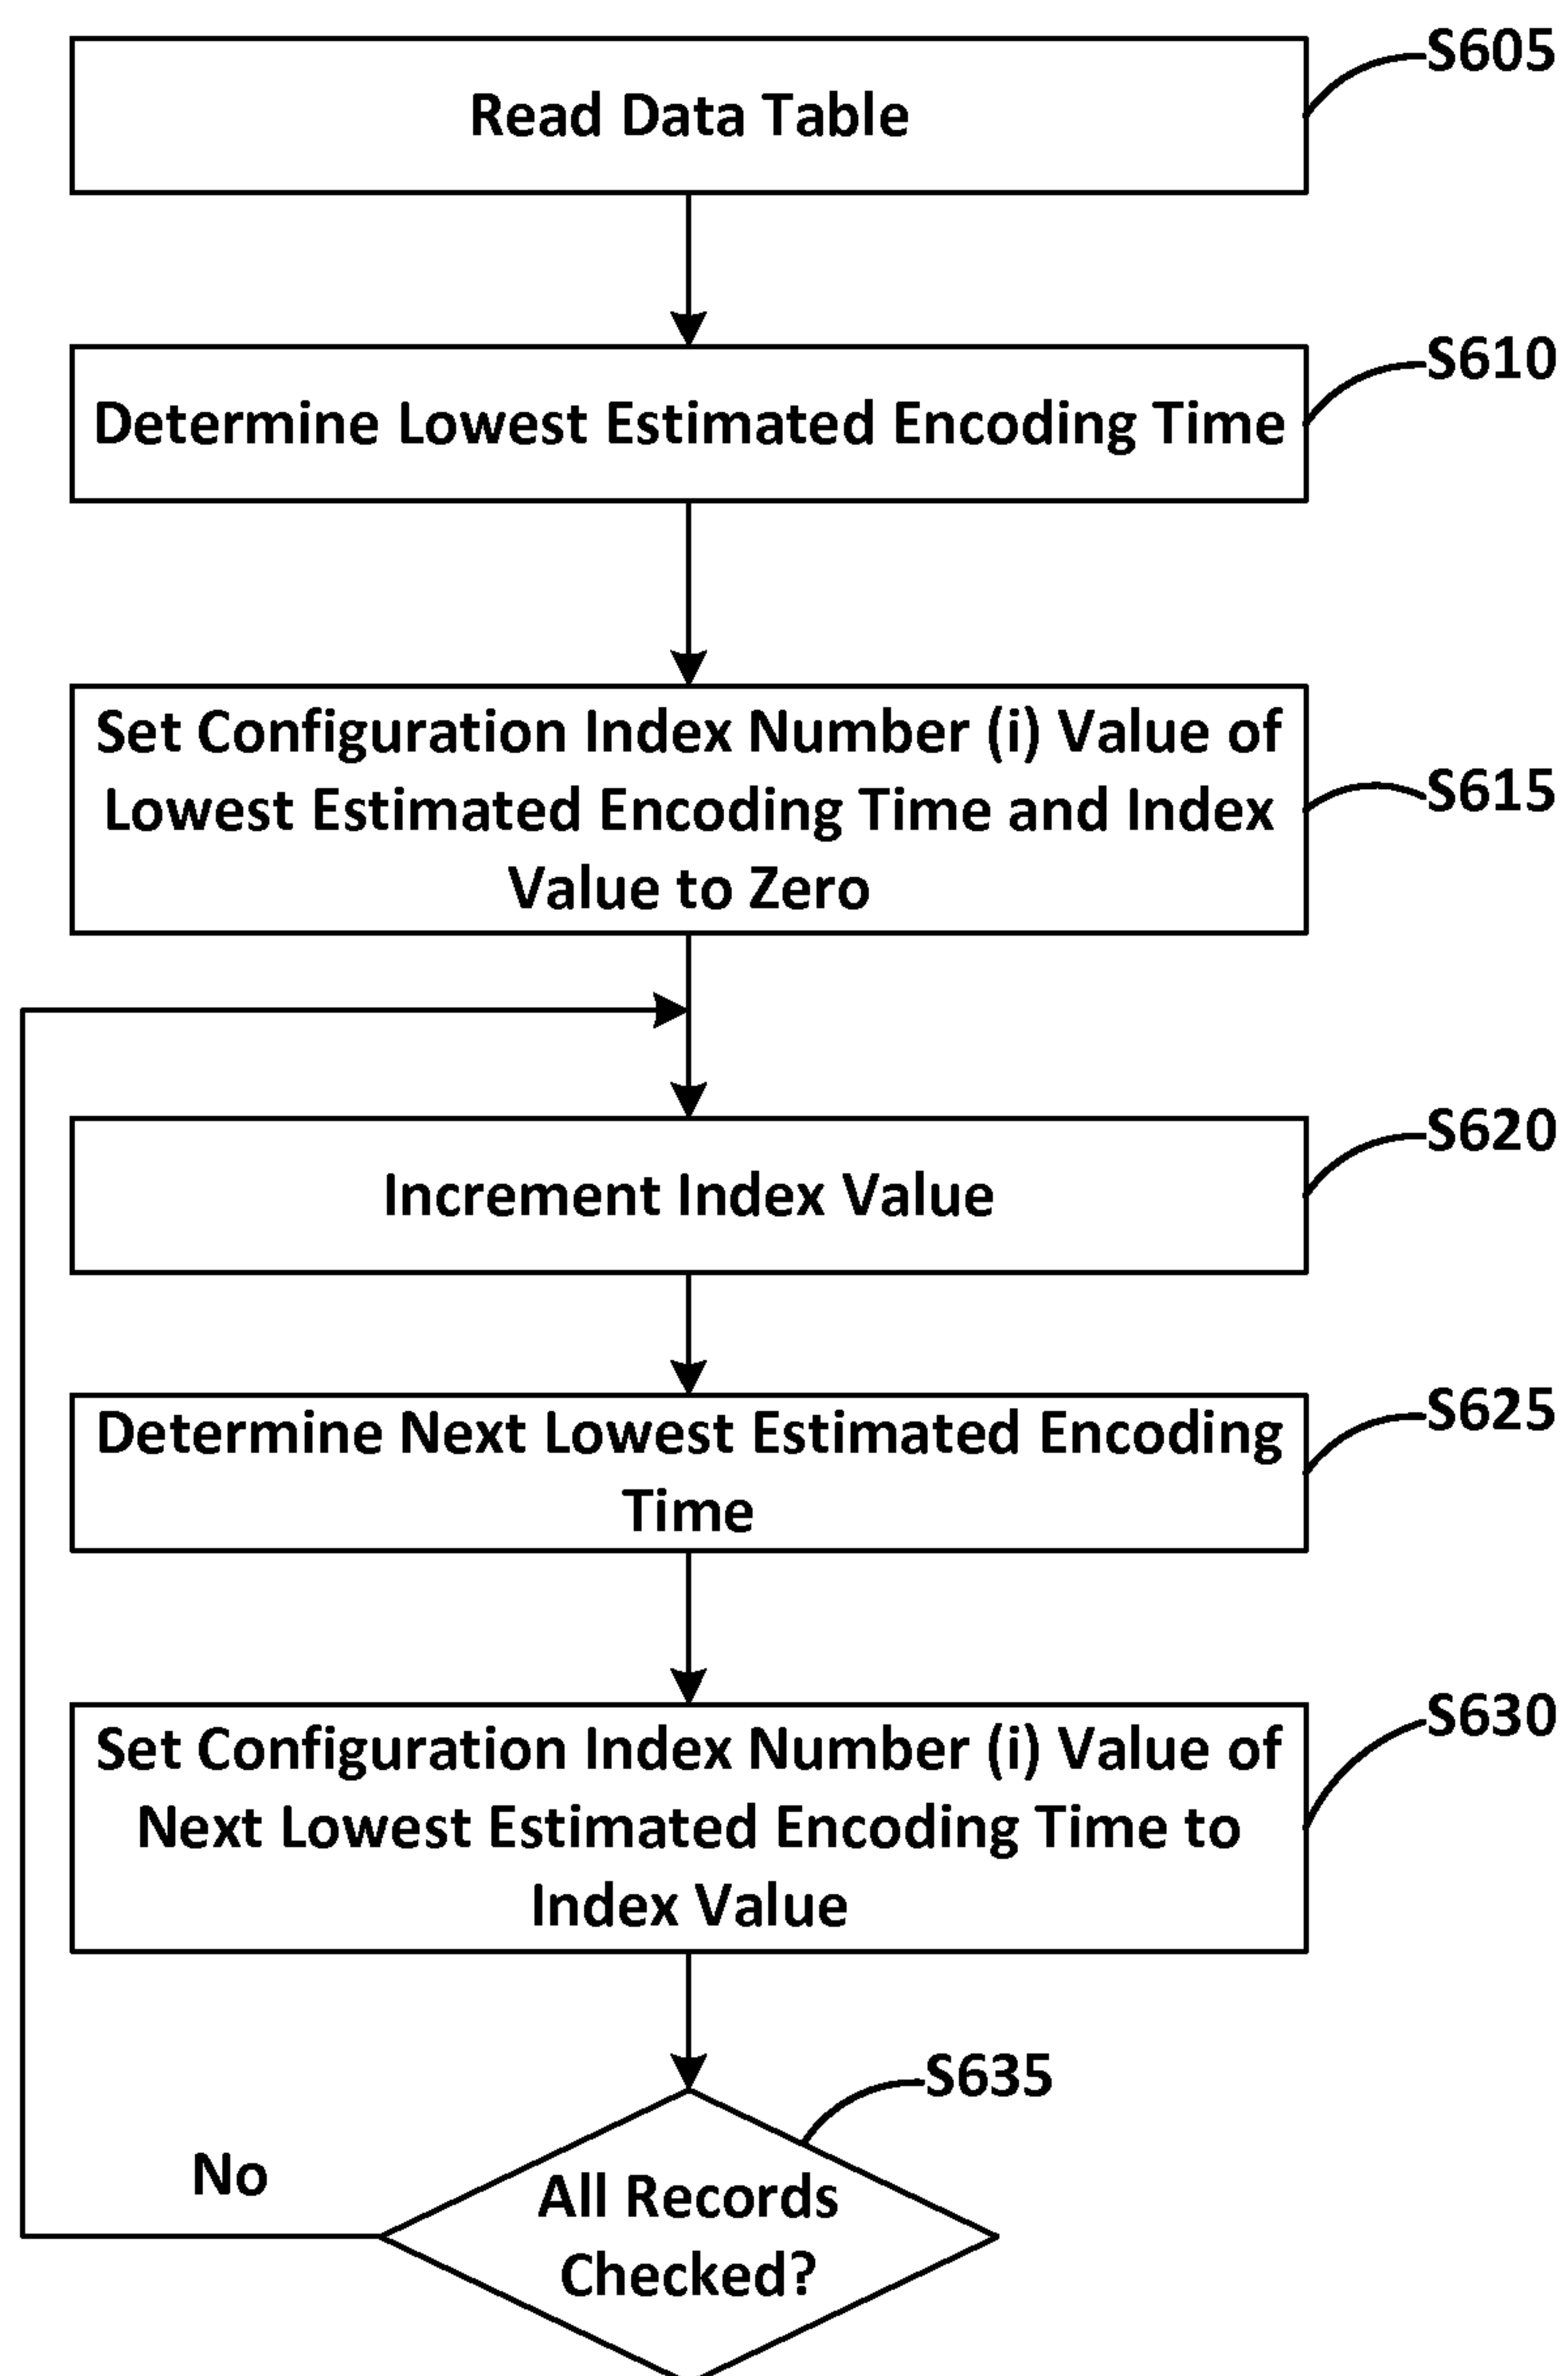 S605
Read Data Table
S610
Determine Lowest Estimated Encoding Time
Set Configuration Index Number (i) Value of
Lowest Estimated Encoding Time and Index
Value to Zero
S615
S620
Increment Index Value
S625
Determine Next Lowest Estimated Encoding
Time
S630
Set Configuration Index Number (i) Value of
Next Lowest Estimated Encoding Time to
Index Value
S635
No
All Records
Checked?